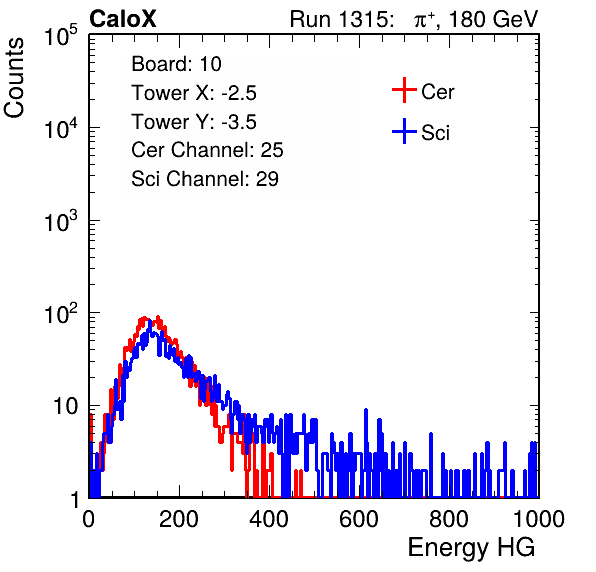 CaloX Run 1315: π⁺, 180 GeV
Counts
Board: 10
Tower X: -2.5
Tower Y: -3.5
Cer Channel: 25
Sci Channel: 29
Cer
Sci
10⁵
10⁴
10³
10²
10
1
0 200 400 600 800 1000
Energy HG